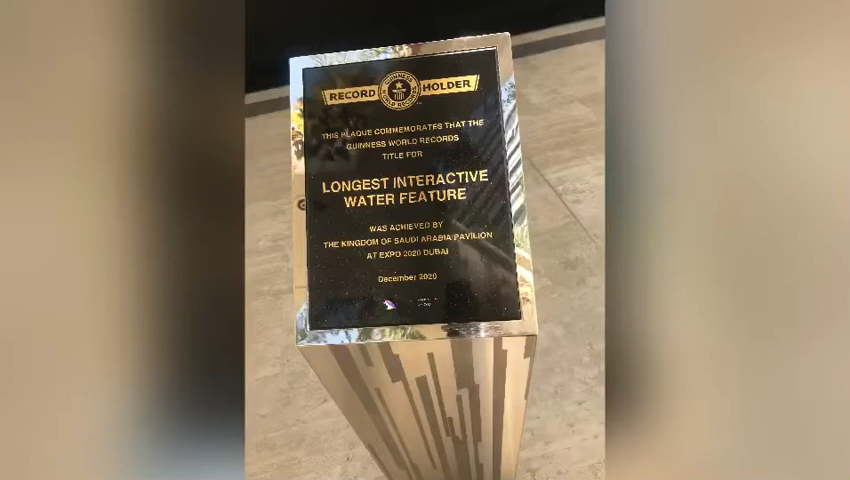 RECORD HOLDER
GUINNESS WORLD RECORDS
THIS PLAQUE COMMEMORATES THAT THE
GUINNESS WORLD RECORDS
TITLE FOR
LONGEST INTERACTIVE
WATER FEATURE
WAS ACHIEVED BY
THE KINGDOM OF SAUDI ARABIA PAVILION
AT EXPO 2020 DUBAI
December 2020